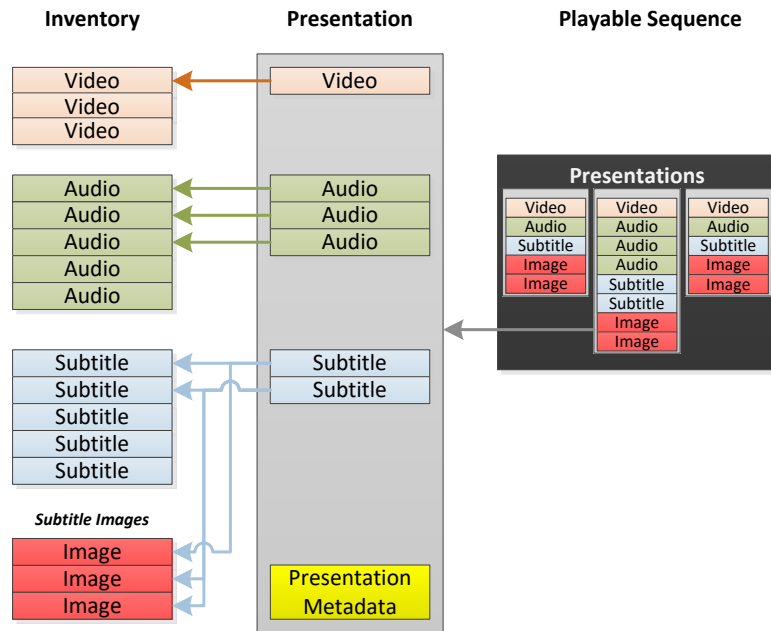 Inventory
Presentation
Playable Sequence
Video
Video
Video
Audio
Audio
Audio
Audio
Audio
Subtitle
Subtitle
Subtitle
Subtitle
Subtitle
Subtitle Images
Image
Image
Image
Video
Audio
Audio
Audio
Subtitle
Subtitle
Presentation
Metadata
Presentations
Video
Audio
Subtitle
Image
Image
Video
Audio
Audio
Audio
Subtitle
Subtitle
Image
Image
Video
Audio
Subtitle
Image
Image